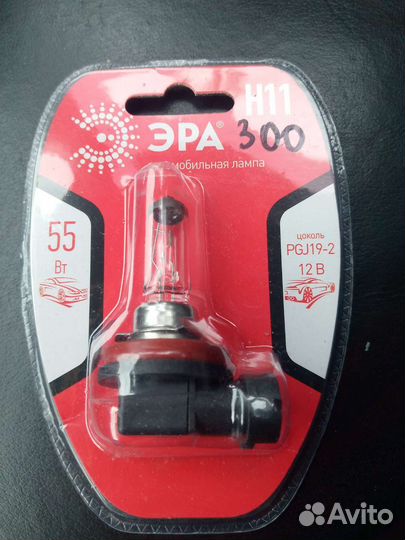 H11
ЭРА®
300
мобильная лампа
55
Вт
цоколь
PGJ19-2
12 В
Avito